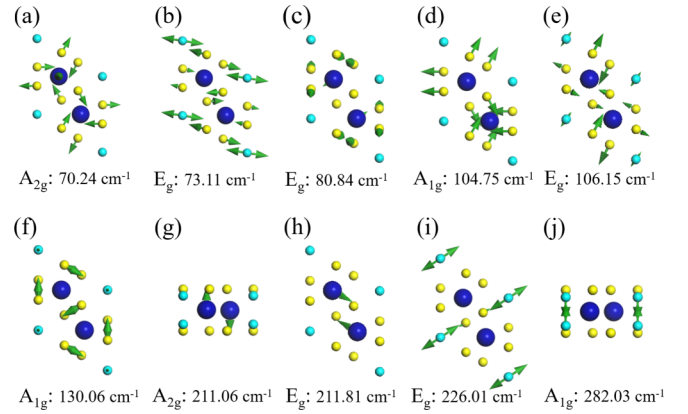 (a) (b) (c) (d) (e)
A2g: 70.24 cm-1 Eg: 73.11 cm-1 Eg: 80.84 cm-1 A1g: 104.75 cm-1 Eg: 106.15 cm-1
(f) (g) (h) (i) (j)
A1g: 130.06 cm-1 A2g: 211.06 cm-1 Eg: 211.81 cm-1 Eg: 226.01 cm-1 A1g: 282.03 cm-1